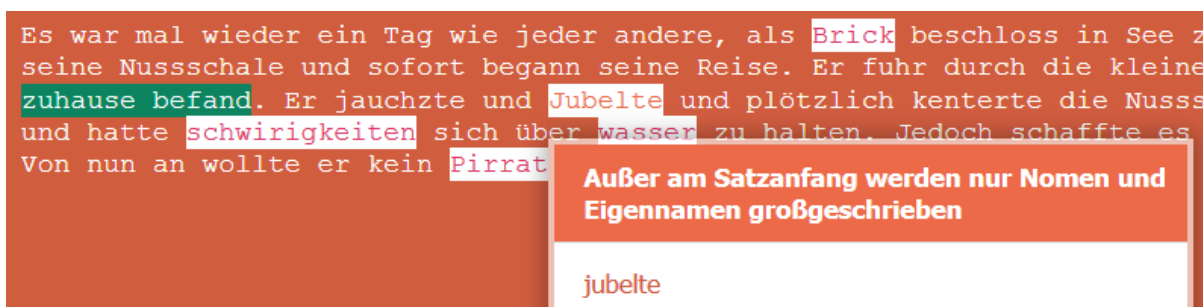 Es war mal wieder ein Tag wie jeder andere, als Brick beschloss in See
seine Nussschale und sofort begann seine Reise. Er fuhr durch die kleine
zuhause befand. Er jauchzte und Jubelte und plötzlich kenterte die
und hatte schwirigkeiten sich über wasser zu halten. Jedoch schaffte es
Von nun an wollte er kein Pirrat
Außer am Satzanfang werden nur Nomen und
Eigennamen großgeschrieben
jubelte